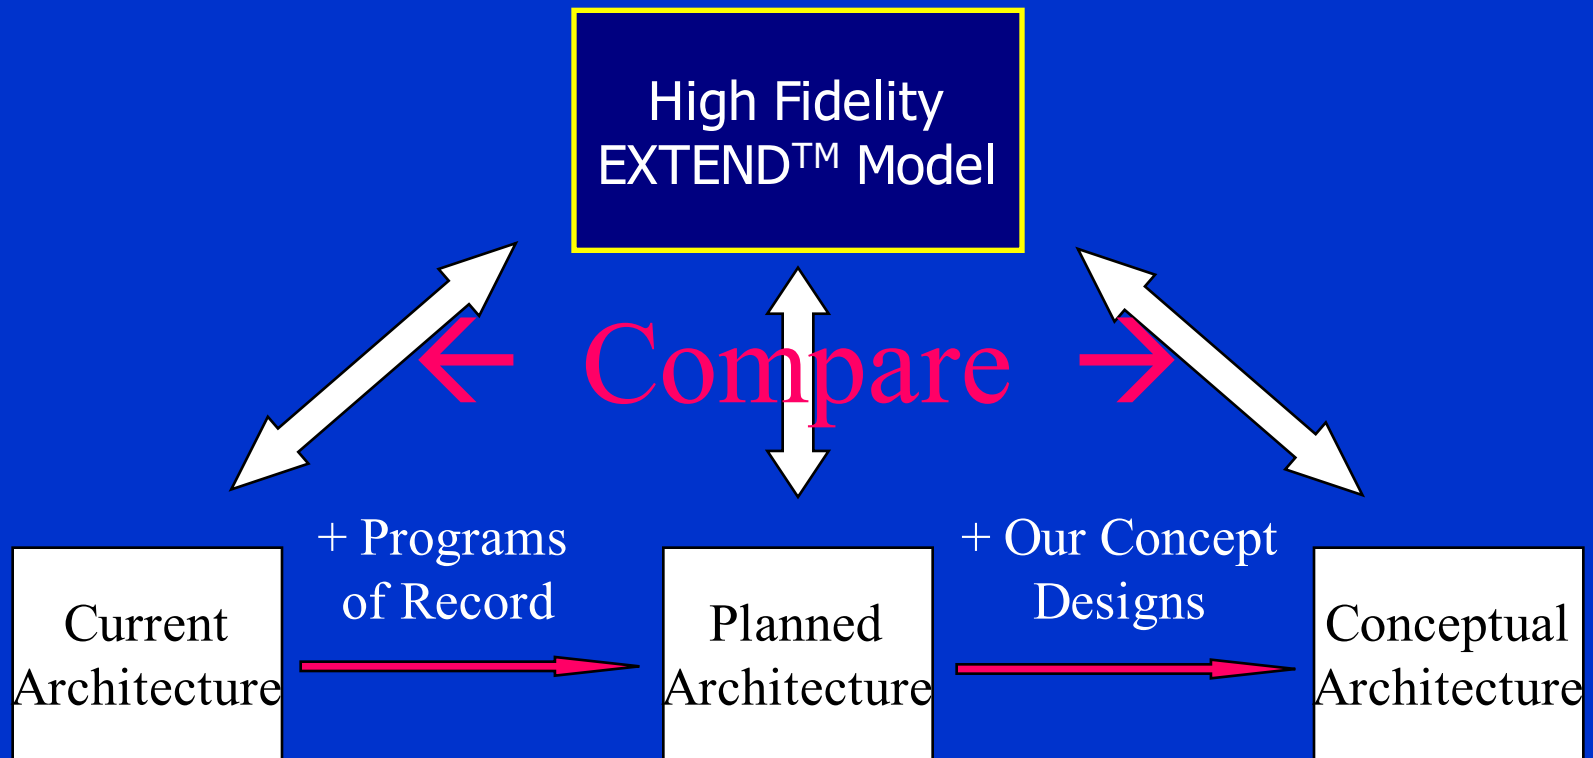 High Fidelity
EXTEND™ Model
← Compare →
+ Programs
of Record
+ Our Concept
Designs
Current
Architecture
Planned
Architecture
Conceptual
Architecture